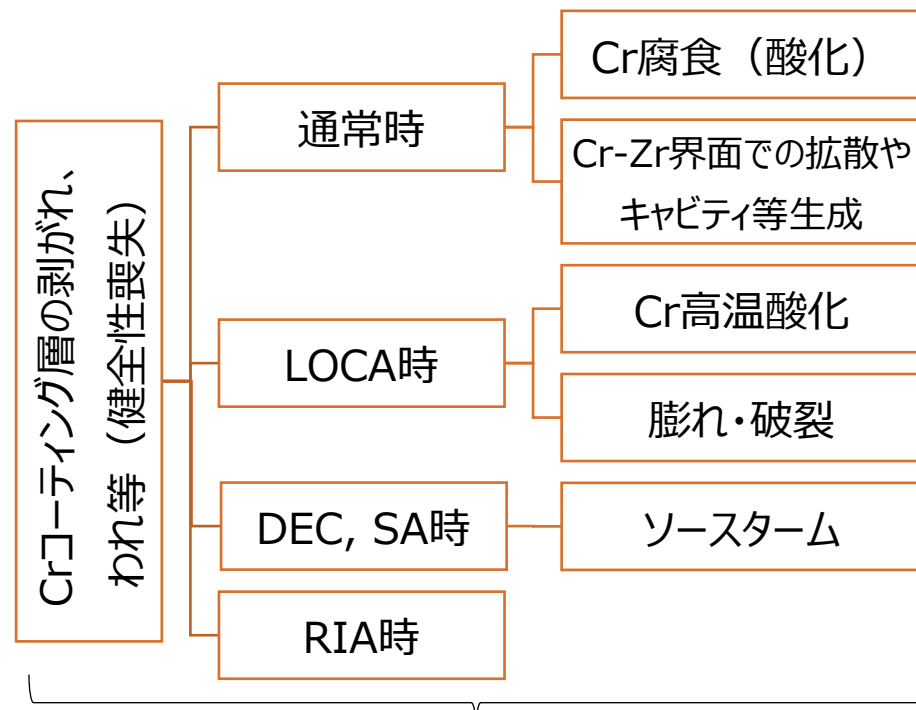 Crコーティング層の剥がれ、
われ等（健全性喪失）
通常時
Cr腐食（酸化）
Cr-Zr界面での拡散や
キャビティ等生成
LOCA時
Cr高温酸化
膨れ・破裂
DEC, SA時
ソースターム
RIA時